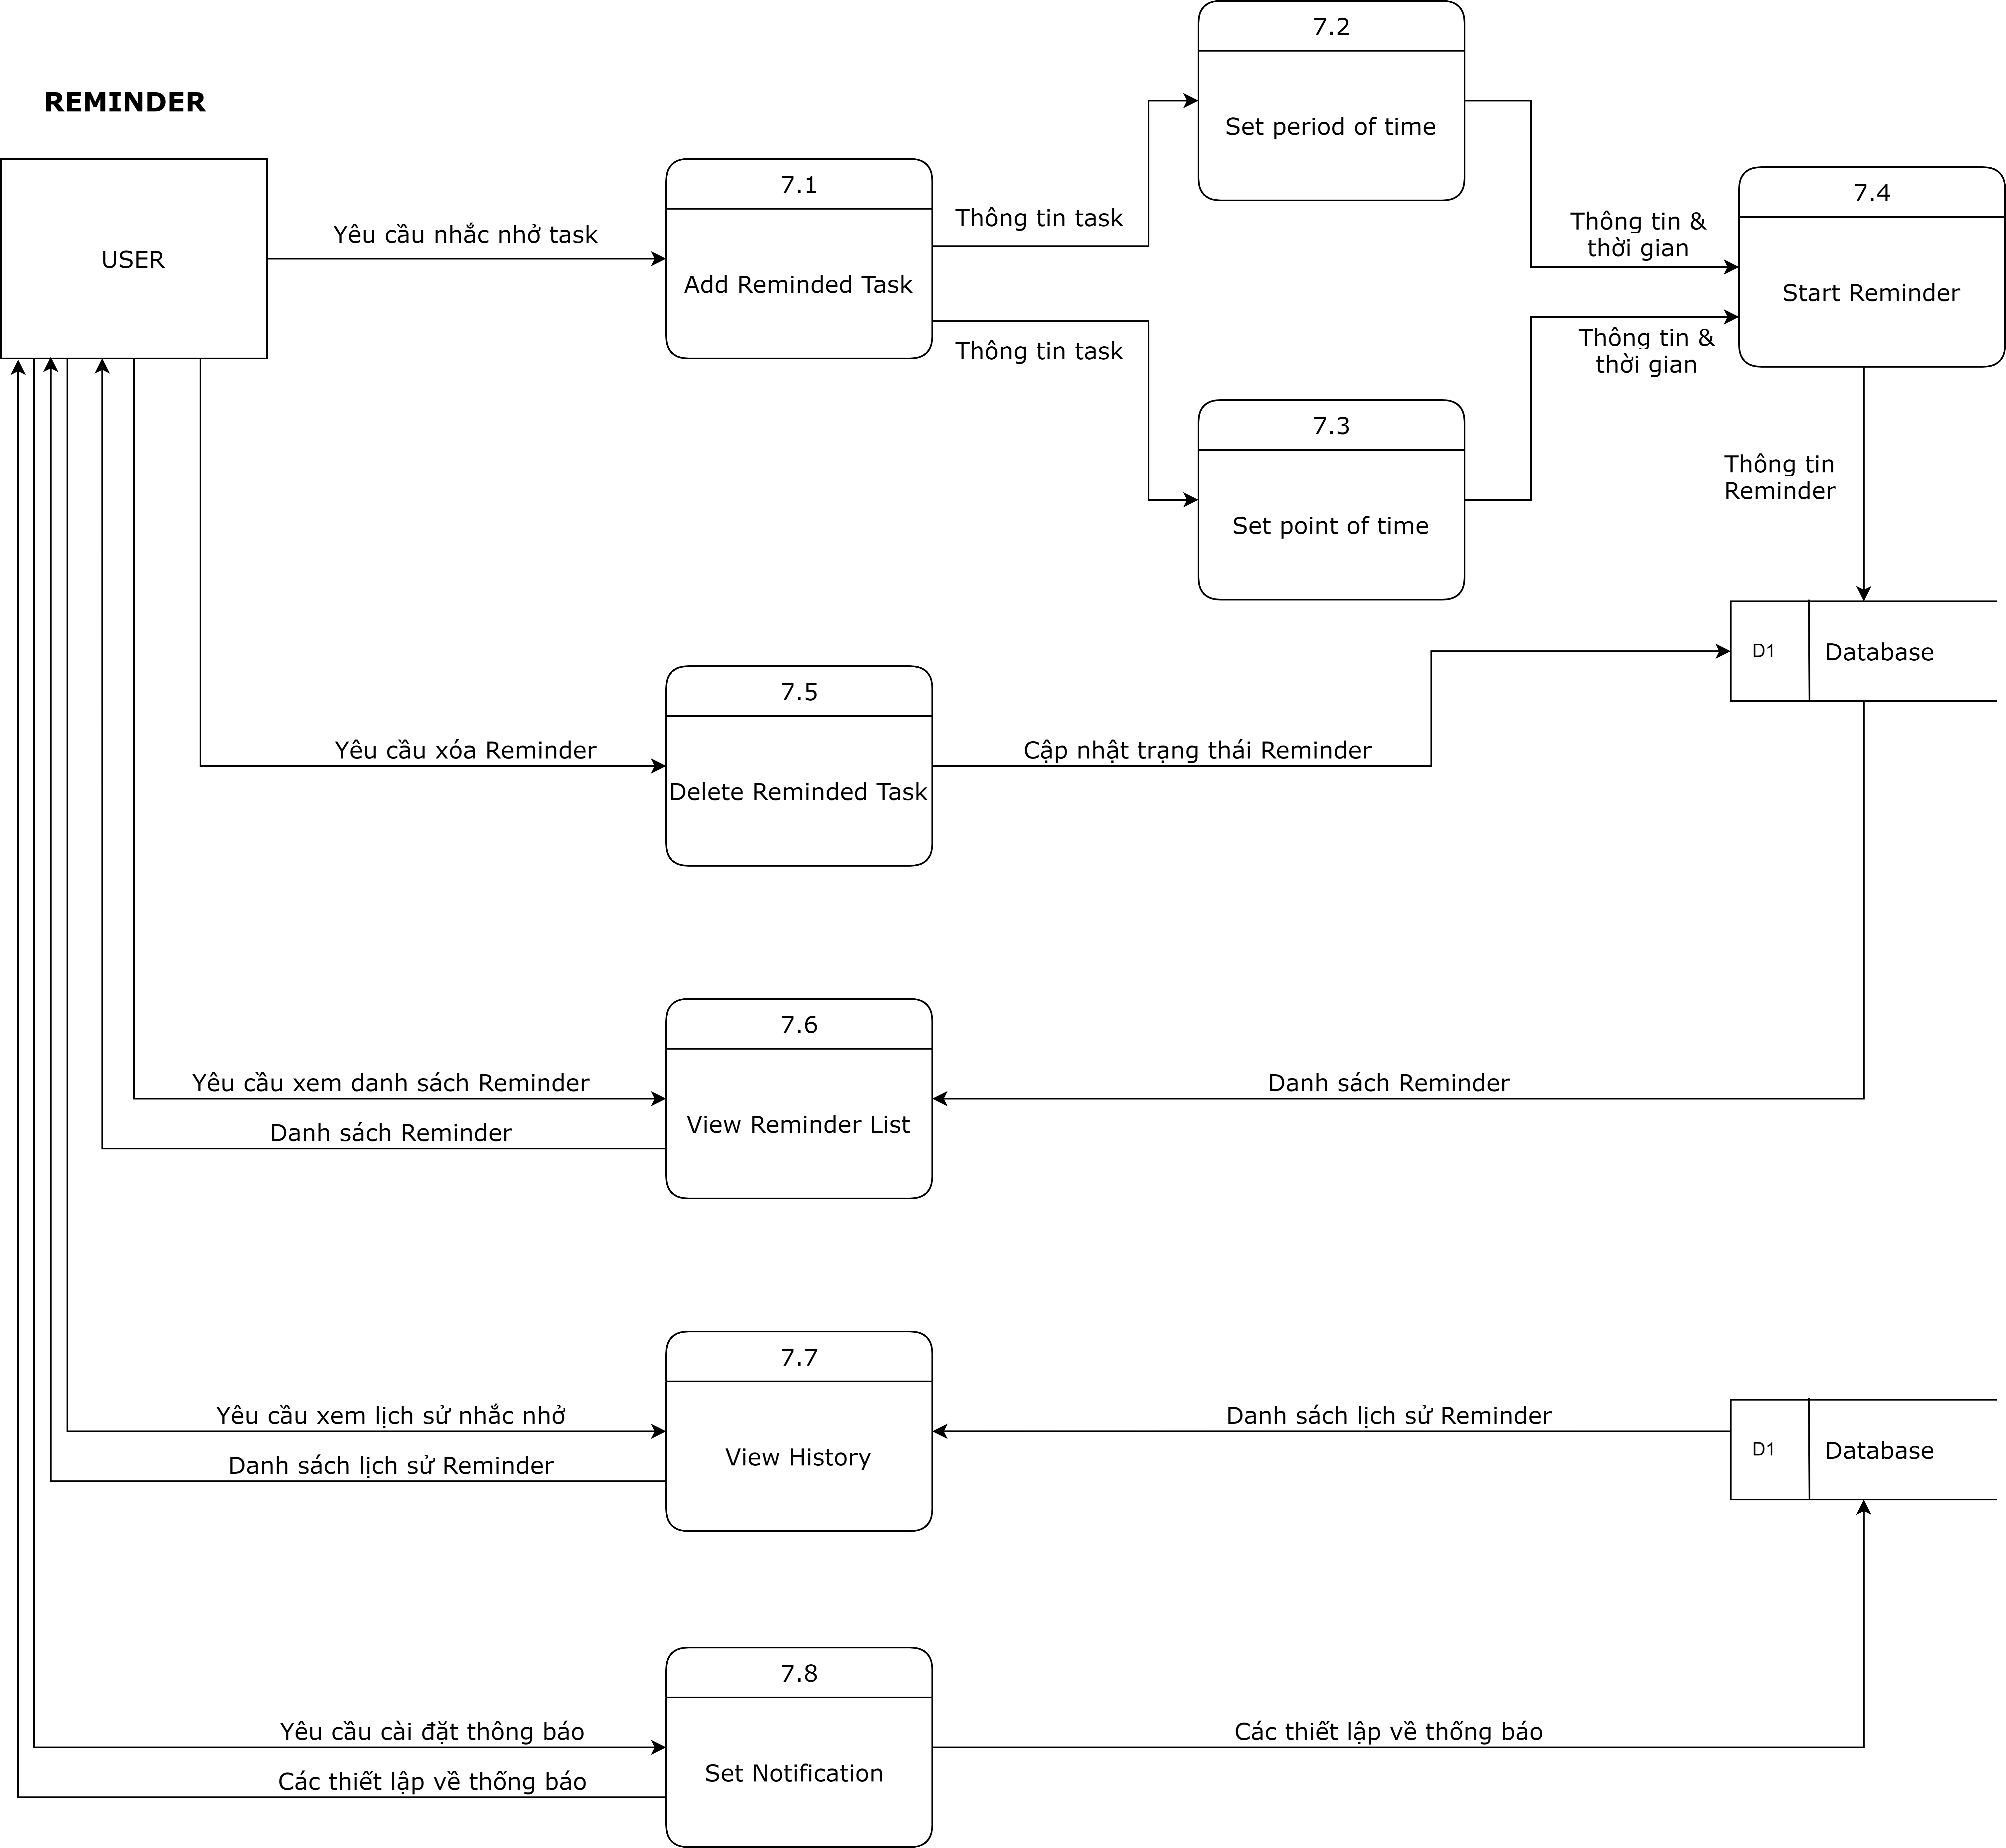 7.2
Set period of time
REMINDER
USER
Yêu cầu nhắc nhở task
7.1
Add Reminded Task
Thông tin task
Thông tin task
Thông tin &
thời gian
7.4
Start Reminder
Thông tin &
thời gian
7.3
Set point of time
Thông tin
Reminder
D1
Database
7.5
Delete Reminded Task
Yêu cầu xóa Reminder
Cập nhật trạng thái Reminder
7.6
View Reminder List
Yêu cầu xem danh sách Reminder
Danh sách Reminder
Danh sách Reminder
7.7
View History
Yêu cầu xem lịch sử nhắc nhở
Danh sách lịch sử Reminder
Danh sách lịch sử Reminder
D1
Database
7.8
Set Notification
Yêu cầu cài đặt thông báo
Các thiết lập về thống báo
Các thiết lập về thống báo